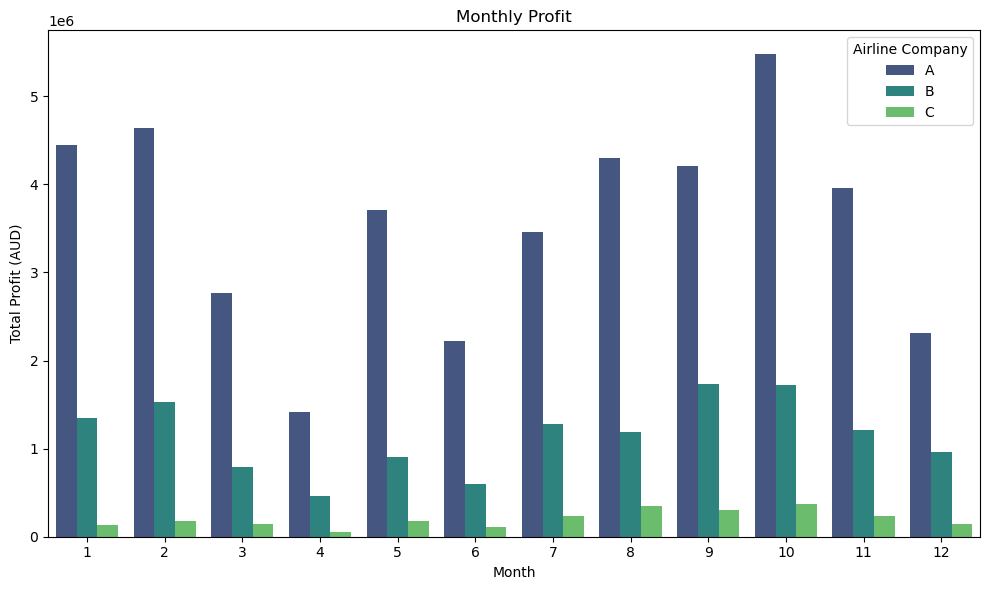 Monthly Profit
1e6
Airline Company
A
B
C
5
4
3
2
1
0
Total Profit (AUD)
1 2 3 4 5 6 7 8 9 10 11 12
Month